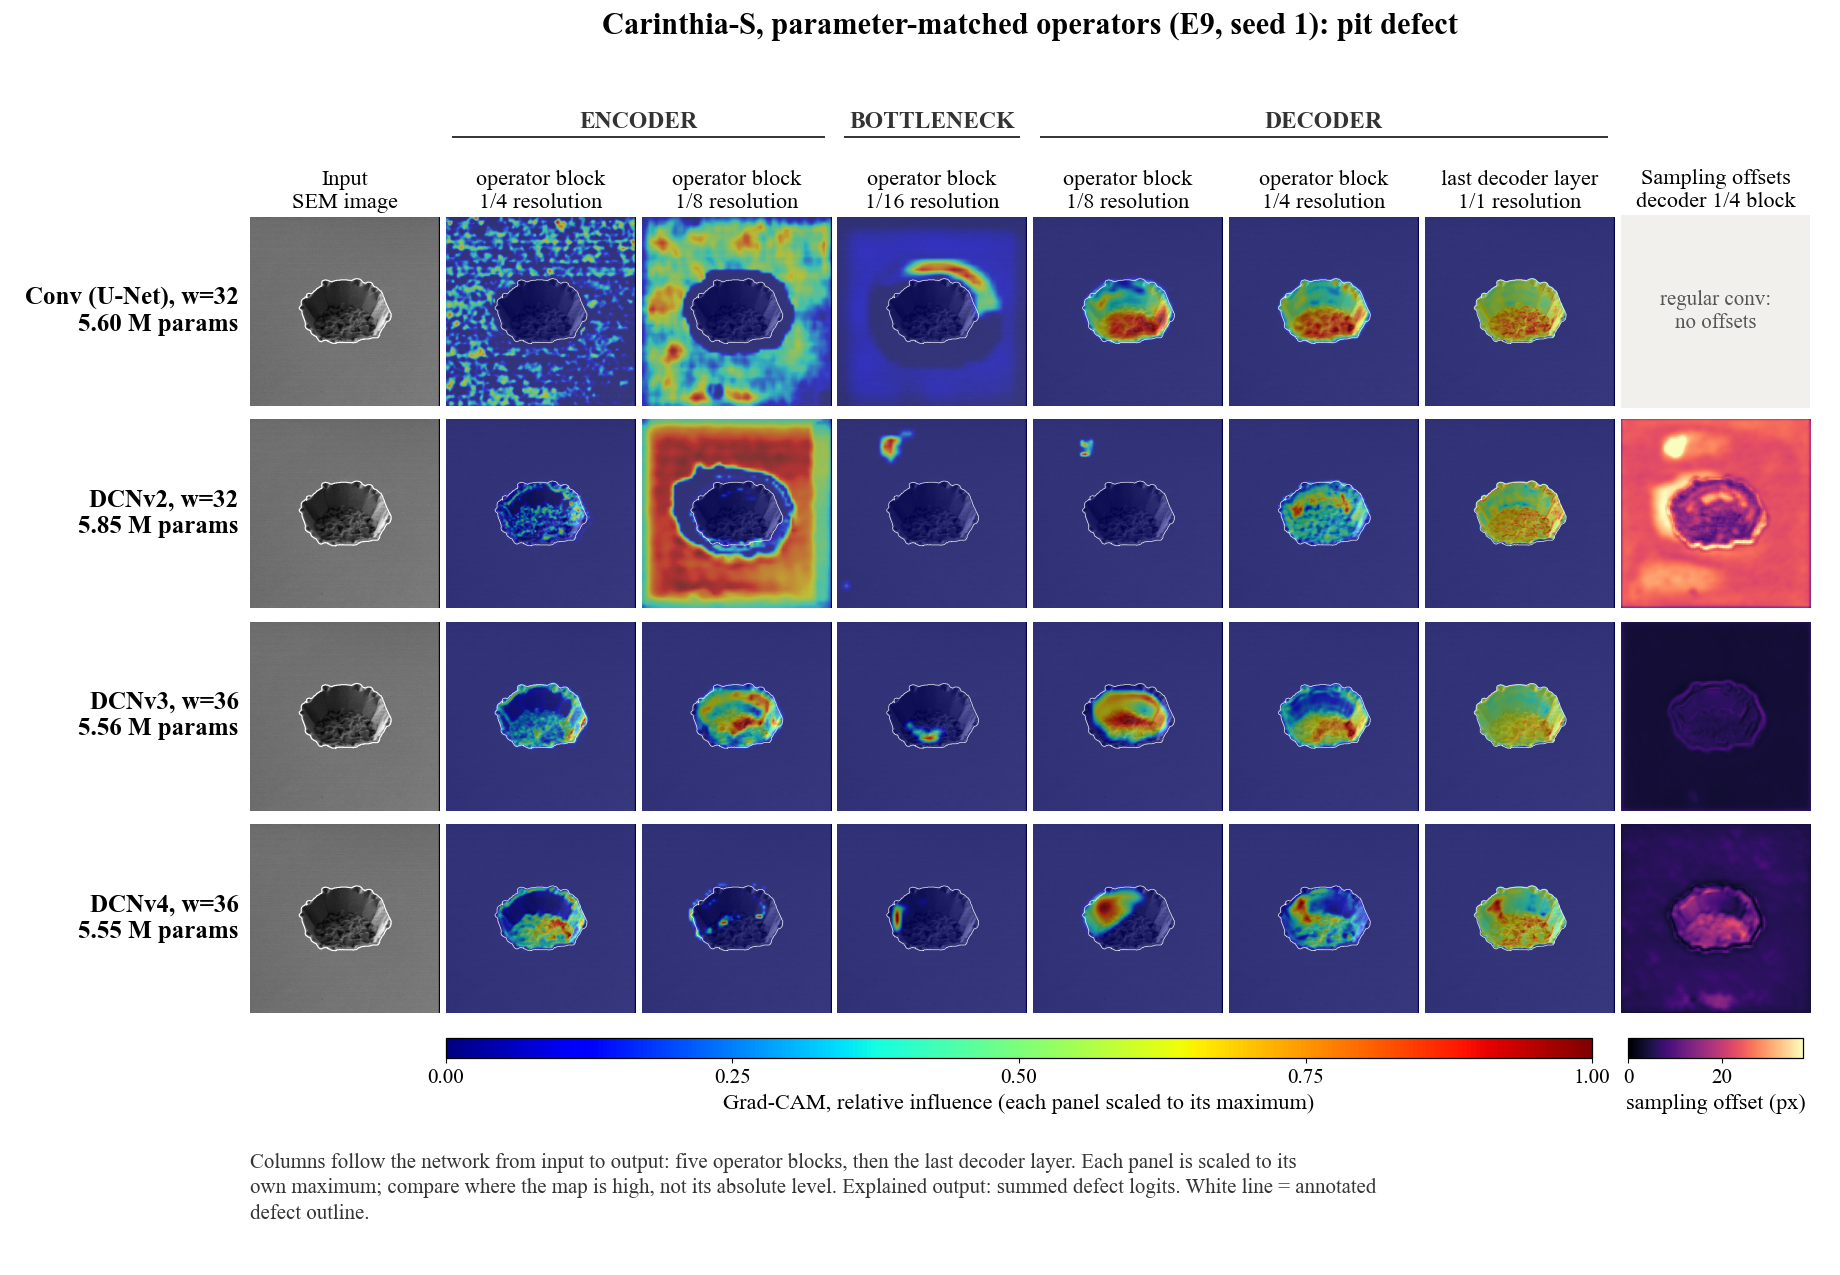 Carinthia-S, parameter-matched operators (E9, seed 1): pit defect
ENCODER
BOTTLENECK
DECODER
Input
SEM image
operator block
1/4 resolution
operator block
1/8 resolution
operator block
1/16 resolution
operator block
1/8 resolution
operator block
1/4 resolution
last decoder layer
1/1 resolution
Sampling offsets
decoder 1/4 block
Conv (U-Net), w=32
5.60 M params
regular conv:
no offsets
DCNv2, w=32
5.85 M params
DCNv3, w=36
5.56 M params
DCNv4, w=36
5.55 M params
0.00 0.25 0.50 0.75 1.00
Grad-CAM, relative influence (each panel scaled to its maximum)
0 20
sampling offset (px)
Columns follow the network from input to output: five operator blocks, then the last decoder layer. Each panel is scaled to its
own maximum; compare where the map is high, not its absolute level. Explained output: summed defect logits. White line = annotated
defect outline.